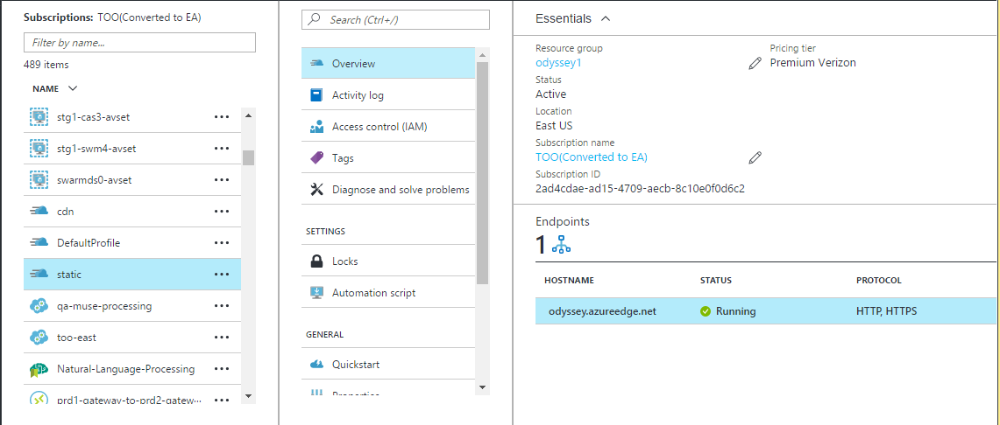 Subscriptions: TOO(Converted to EA)
Filter by name...
489 items
NAME
stg1-cas3-avset
stg1-swm4-avset
swarmds0-avset
cdn
DefaultProfile
static
qa-muse-processing
too-east
Natural-Language-Processing
prd1-gateway-to-prd2-gatew···
Search (Ctrl+/)
Overview
Activity log
Access control (IAM)
Tags
Diagnose and solve problems
SETTINGS
Locks
Automation script
GENERAL
Quickstart
Properties
Essentials
Resource group
odyssey1
Status
Active
Location
East US
Subscription name
TOO(Converted to EA)
Subscription ID
2ad4cdae-ad15-4709-aecb-8c10e0f0d6c2
Pricing tier
Premium Verizon
Endpoints
1
HOSTNAME STATUS PROTOCOL
odyssey.azureedge.net Running HTTP, HTTPS